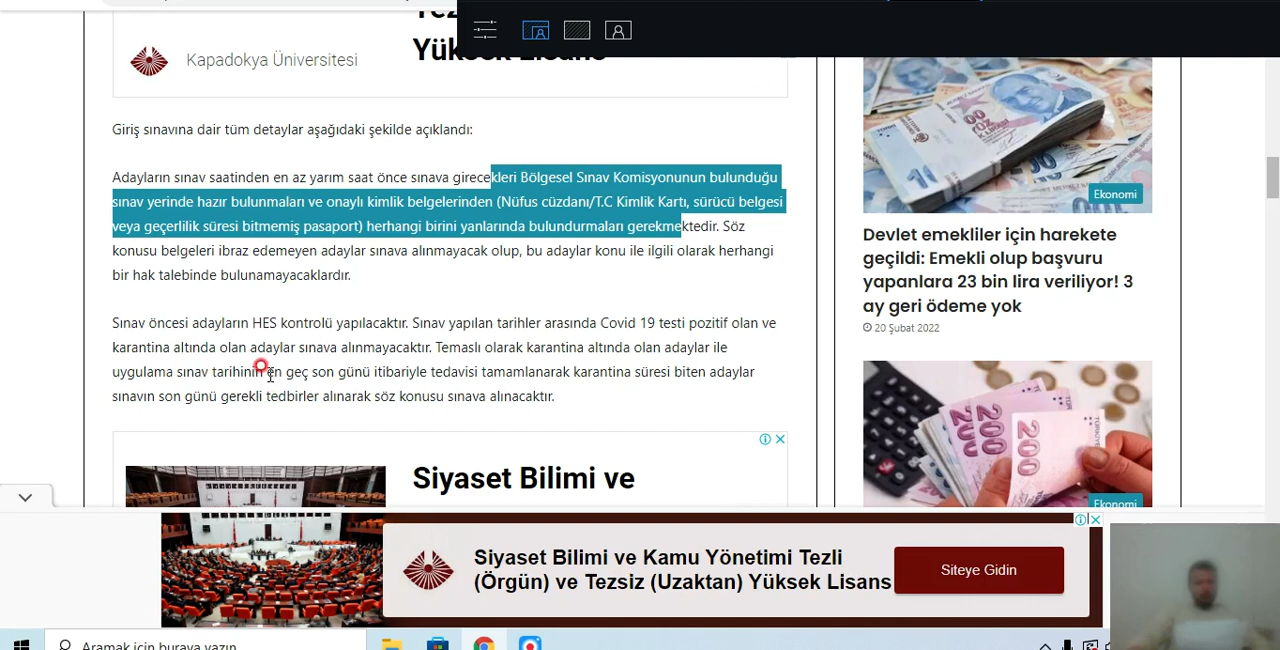 Yüksek Lisans
Kapadokya Üniversitesi
Giriş sınavına dair tüm detaylar aşağıdaki şekilde açıklandı:
Adayların sınav saatinden en az yarım saat önce sınava girecekleri Bölgesel Sınav Komisyonunun bulunduğu
sınav yerinde hazır bulunmaları ve onaylı kimlik belgelerinden (Nüfus cüzdanı/T.C Kimlik Kartı, sürücü belgesi
veya geçerlilik süresi bitmemiş pasaport) herhangi birini yanlarında bulundurmaları gerekmektedir. Söz
konusu belgeleri ibraz edemeyen adaylar sınava alınmayacak olup, bu adaylar konu ile ilgili olarak herhangi
bir hak talebinde bulunamayacaklardır.
Sınav öncesi adayların HES kontrolü yapılacaktır. Sınav yapılan tarihler arasında Covid 19 testi pozitif olan ve
karantina altında olan adaylar sınava alınmayacaktır. Temaslı olarak karantina altında olan adaylar ile
uygulama sınav tarihinin en geç son günü itibariyle tedavisi tamamlanarak karantina süresi biten adaylar
sınavın son günü gerekli tedbirler alınarak söz konusu sınava alınacaktır.
Siyaset Bilimi ve
Ekonomi
Devlet emekliler için harekete
geçildi: Emekli olup başvuru
yapanlara 23 bin lira veriliyor! 3
ay geri ödeme yok
20 Şubat 2022
200
200
200
Ekonomi
Siyaset Bilimi ve Kamu Yönetimi Tezli
(Örgün) ve Tezsiz (Uzaktan) Yüksek Lisans
Siteye Gidin
Aramak için buraya yazın